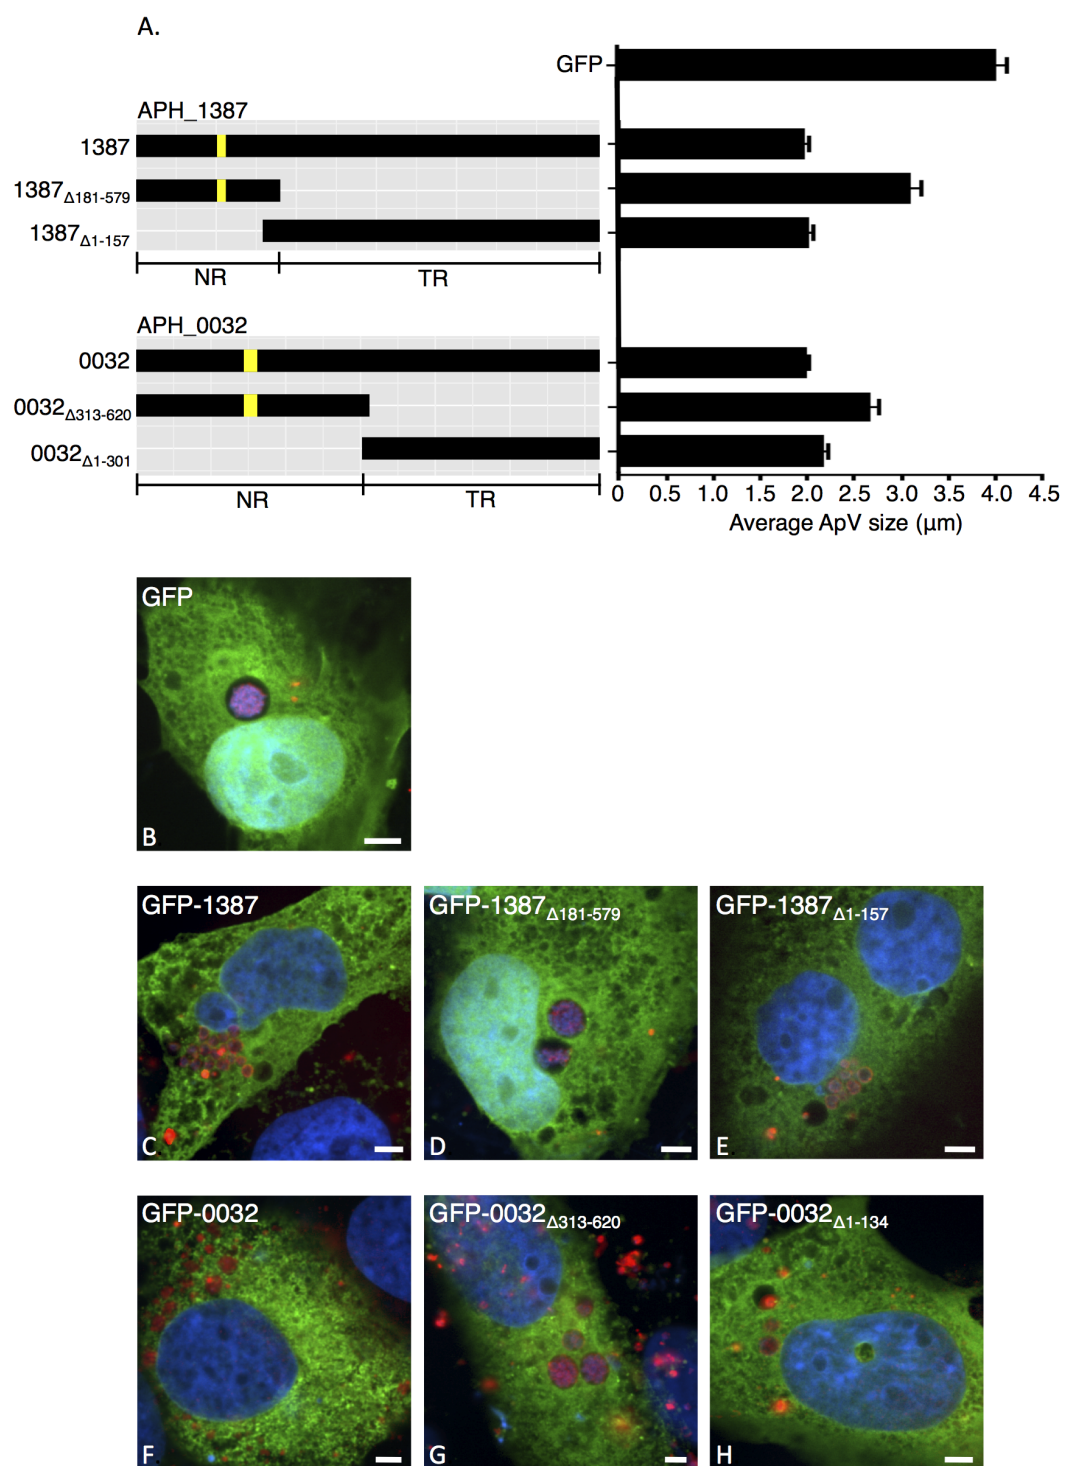 A.
GFP
APH_1387
1387
1387Δ181-579
1387Δ1-157
NR TR
APH_0032
0032
0032Δ313-620
0032Δ1-301
NR TR
0 0.5 1.0 1.5 2.0 2.5 3.0 3.5 4.0 4.5
Average ApV size (μm)
GFP
B
GFP-1387
C
GFP-1387Δ181-579
D
GFP-1387Δ1-157
E
GFP-0032
F
GFP-0032Δ313-620
G
GFP-0032Δ1-134
H